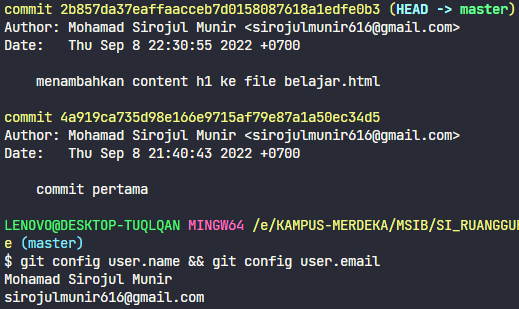 commit 2b857da37eaffaacceb7d0158087618a1edfe0b3 (HEAD -> master)
Author: Mohamad Sirojul Munir <sirojulmunir616@gmail.com>
Date:   Thu Sep 8 22:30:55 2022 +0700
    menambahkan content h1 ke file belajar.html
commit 4a919ca735d98e166e9715af79e87a1a50ec34d5
Author: Mohamad Sirojul Munir <sirojulmunir616@gmail.com>
Date:   Thu Sep 8 21:40:43 2022 +0700
    commit pertama
LENOVO@DESKTOP-TUQLQAN MINGW64 /e/KAMPUS-MERDEKA/MSIB/SI_RUANGGU
e (master)
$ git config user.name && git config user.email
Mohamad Sirojul Munir
sirojulmunir616@gmail.com